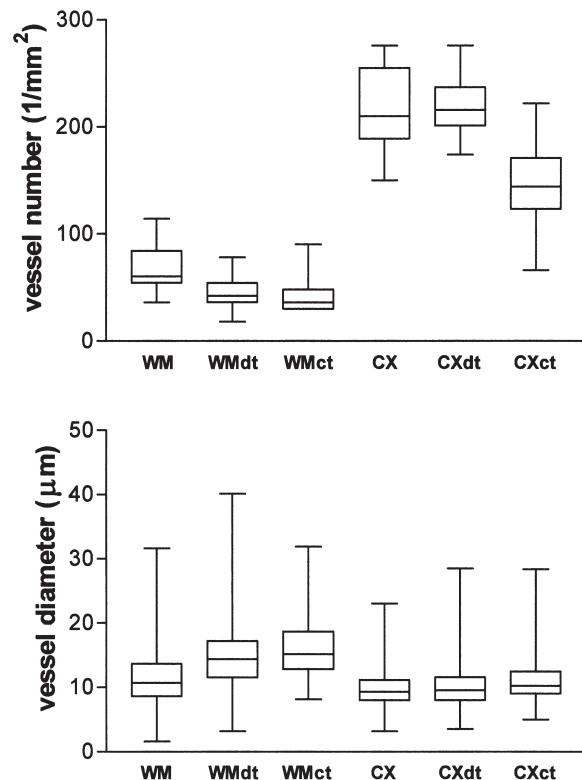 vessel number (1/mm²)
300
200
100
0
WM WMdt WMct CX CXdt CXct
vessel diameter (μm)
50
40
30
20
10
0
WM WMdt WMct CX CXdt CXct